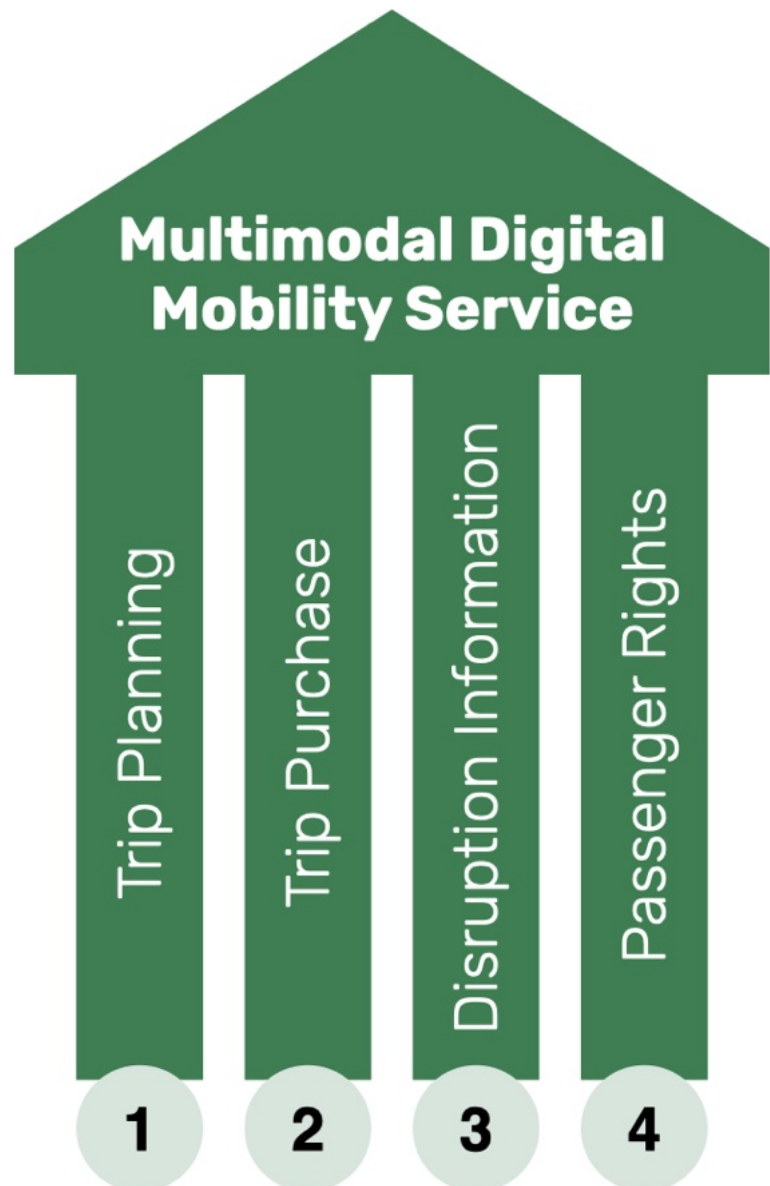 Multimodal Digital
Mobility Service
Trip Planning
Trip Purchase
Disruption Information
Passenger Rights
1
2
3
4